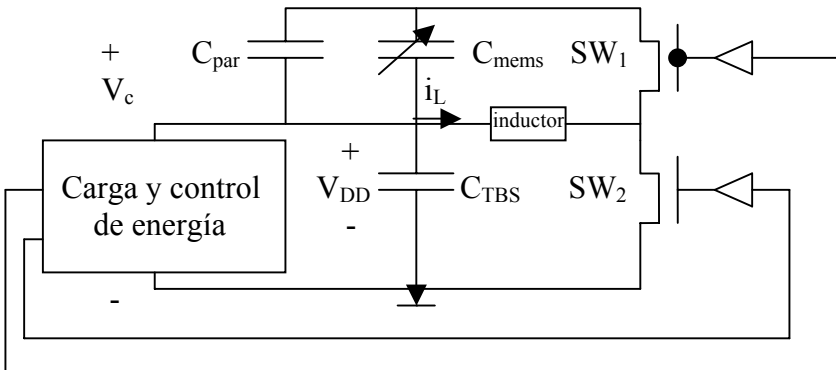 +
V_c
C_par
C_mems
SW_1
i_L
inductor
+
V_DD
-
C_TBS
SW_2
Carga y control
de energía
-